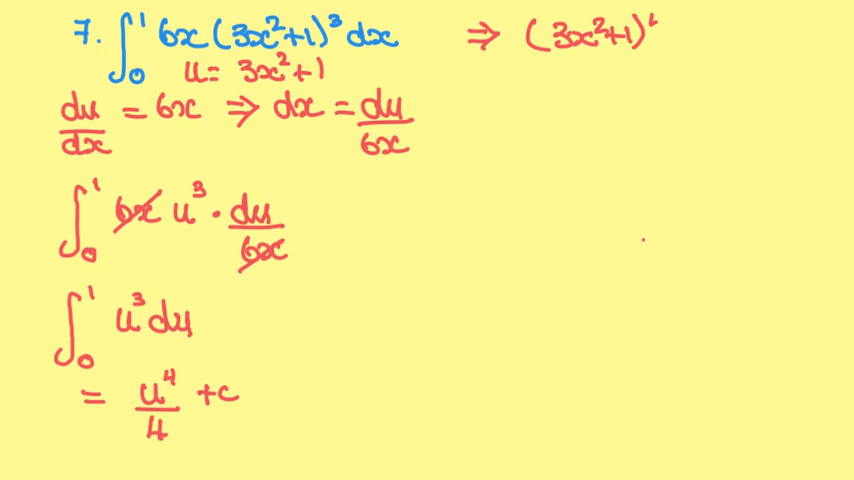 7. ∫₀¹ 6x(3x²+1)³ dx ⇒ (3x²+1)
u = 3x²+1
du/dx = 6x ⇒ dx = du/6x
∫₀¹ 6x u³ · du/6x
∫₀¹ u³ du
= u⁴/4 + c